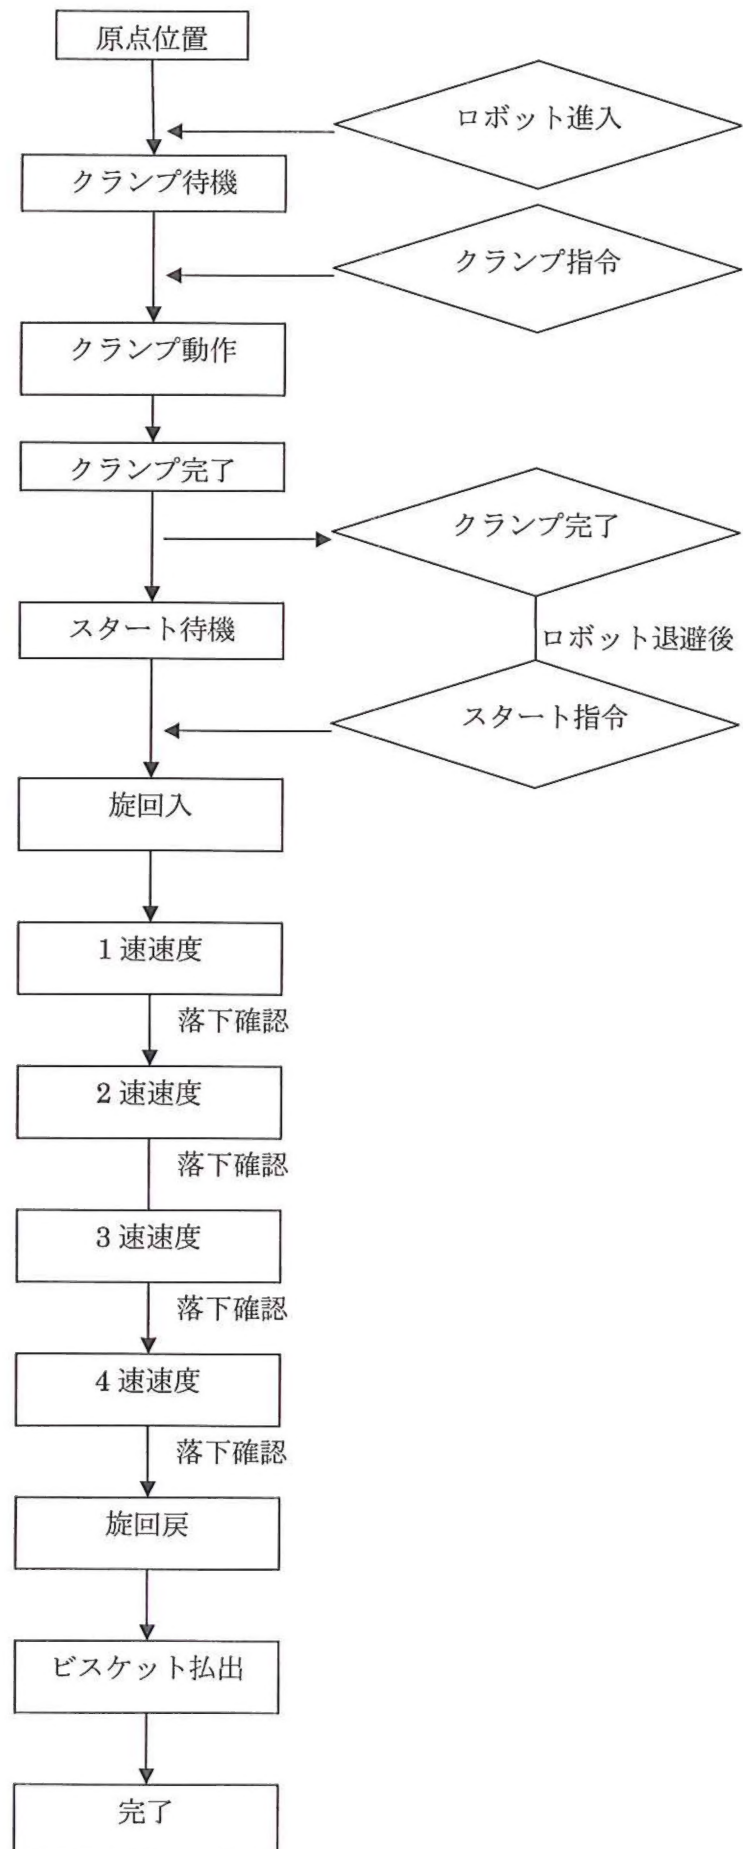 原点位置
ロボット進入
クランプ待機
クランプ指令
クランプ動作
クランプ完了
クランプ完了
スタート待機
ロボット退避後
スタート指令
旋回入
1速速度
落下確認
2速速度
落下確認
3速速度
落下確認
4速速度
落下確認
旋回戻
ビスケット払出
完了